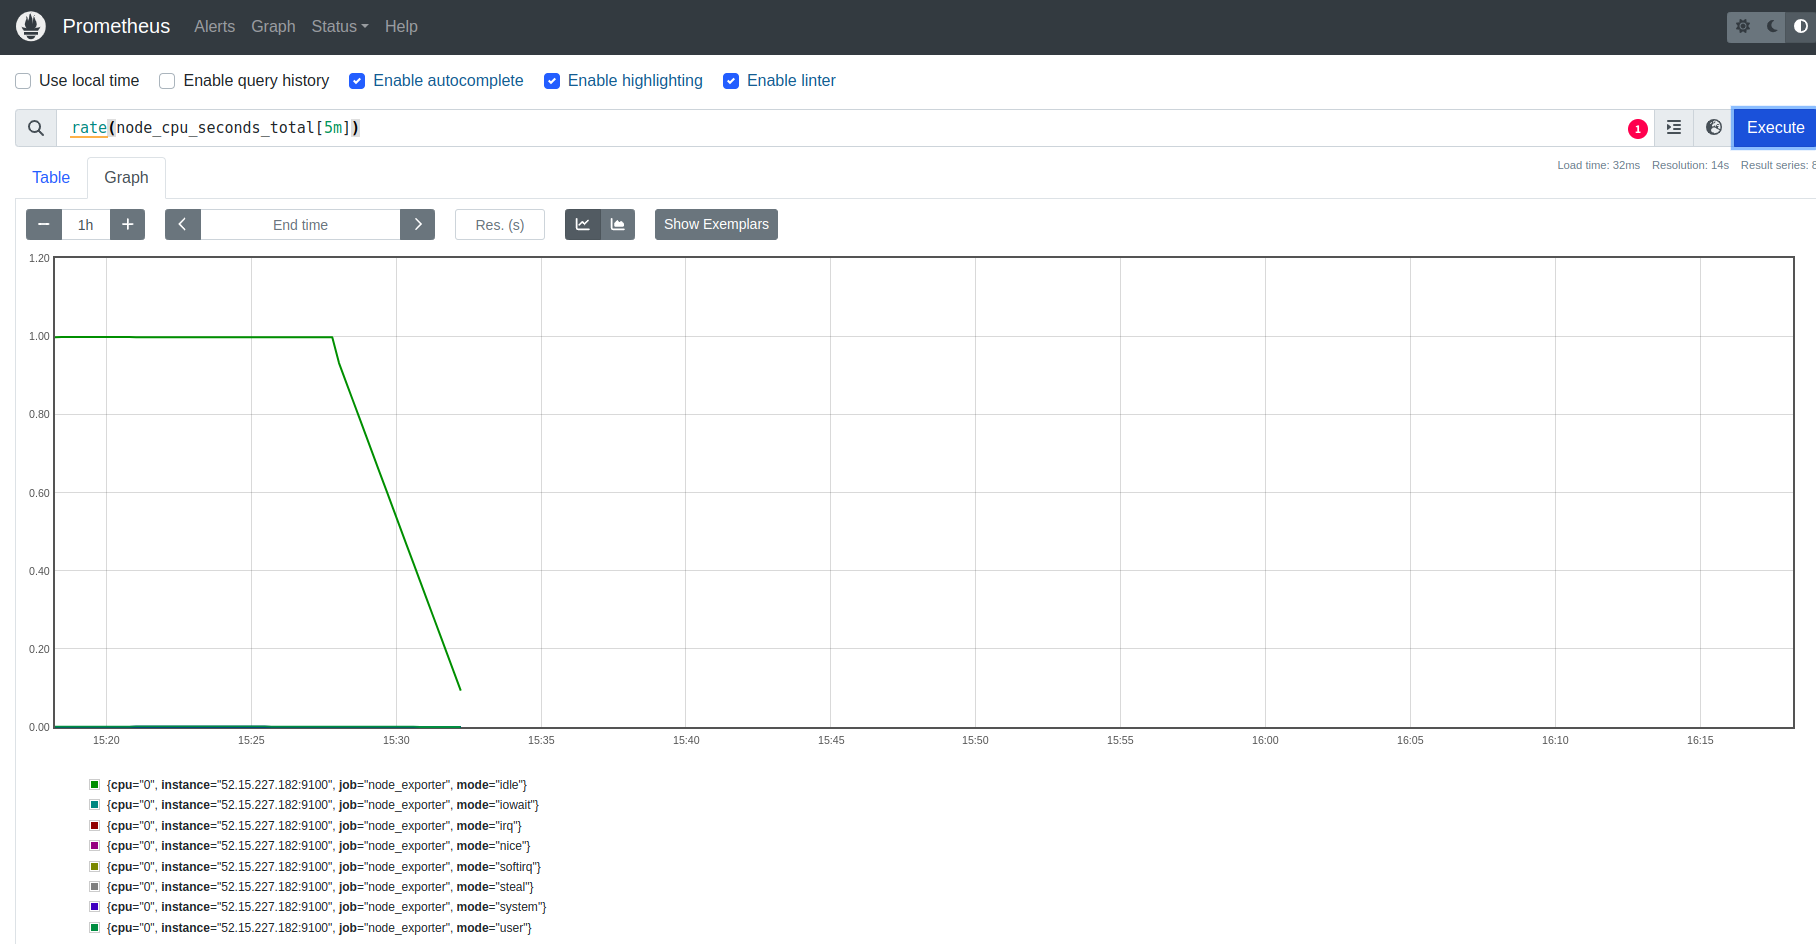 Prometheus Alerts Graph Status Help
Use local time Enable query history Enable autocomplete Enable highlighting Enable linter
rate(node_cpu_seconds_total[5m]) 1 Execute
Load time: 32ms Resolution: 14s Result series: 8
Table Graph
1h End time Res. (s) Show Exemplars
1.20
1.00
0.80
0.60
0.40
0.20
0.00
15:20 15:25 15:30 15:35 15:40 15:45 15:50 15:55 16:00 16:05 16:10 16:15
{cpu="0", instance="52.15.227.182:9100", job="node_exporter", mode="idle"}
{cpu="0", instance="52.15.227.182:9100", job="node_exporter", mode="iowait"}
{cpu="0", instance="52.15.227.182:9100", job="node_exporter", mode="irq"}
{cpu="0", instance="52.15.227.182:9100", job="node_exporter", mode="nice"}
{cpu="0", instance="52.15.227.182:9100", job="node_exporter", mode="softirq"}
{cpu="0", instance="52.15.227.182:9100", job="node_exporter", mode="steal"}
{cpu="0", instance="52.15.227.182:9100", job="node_exporter", mode="system"}
{cpu="0", instance="52.15.227.182:9100", job="node_exporter", mode="user"}